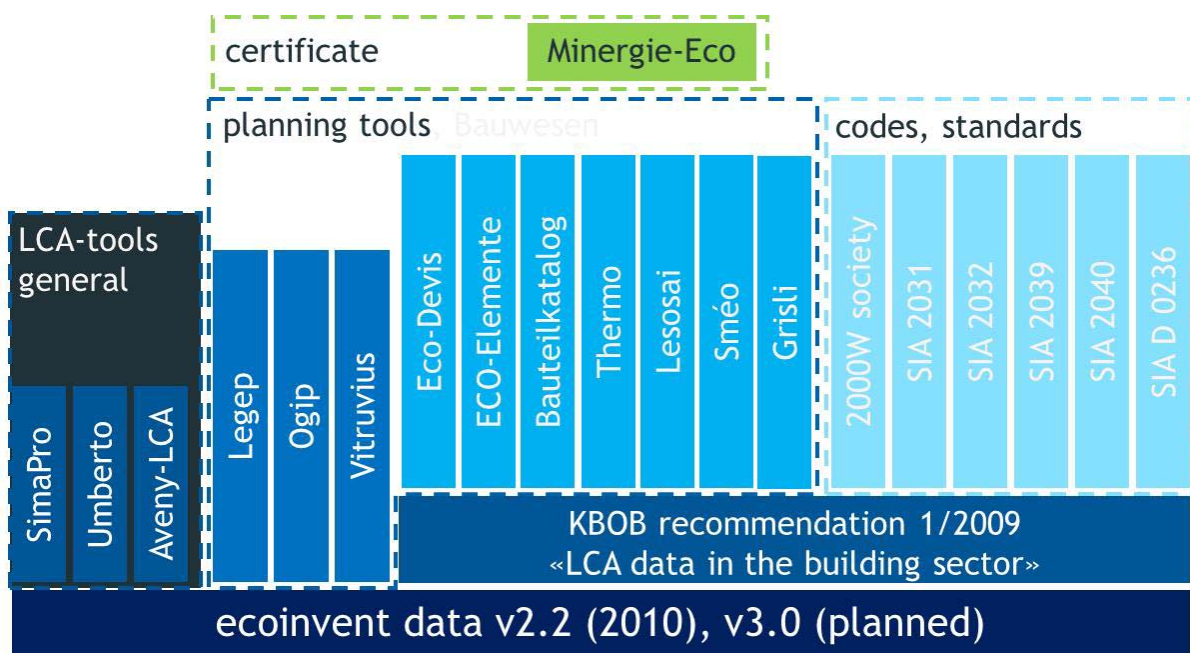 certificate
Minergie-Eco
planning tools, Bauwesen
codes, standards
LCA-tools
general
SimaPro
Umberto
Aveny-LCA
Legep
Ogip
Vitruvius
Eco-Devis
ECO-Elemente
Bauteilkatalog
Thermo
Lesosai
Sméo
Grisli
2000W society
SIA 2031
SIA 2032
SIA 2039
SIA 2040
SIA D 0236
KBOB recommendation 1/2009
«LCA data in the building sector»
ecoinvent data v2.2 (2010), v3.0 (planned)